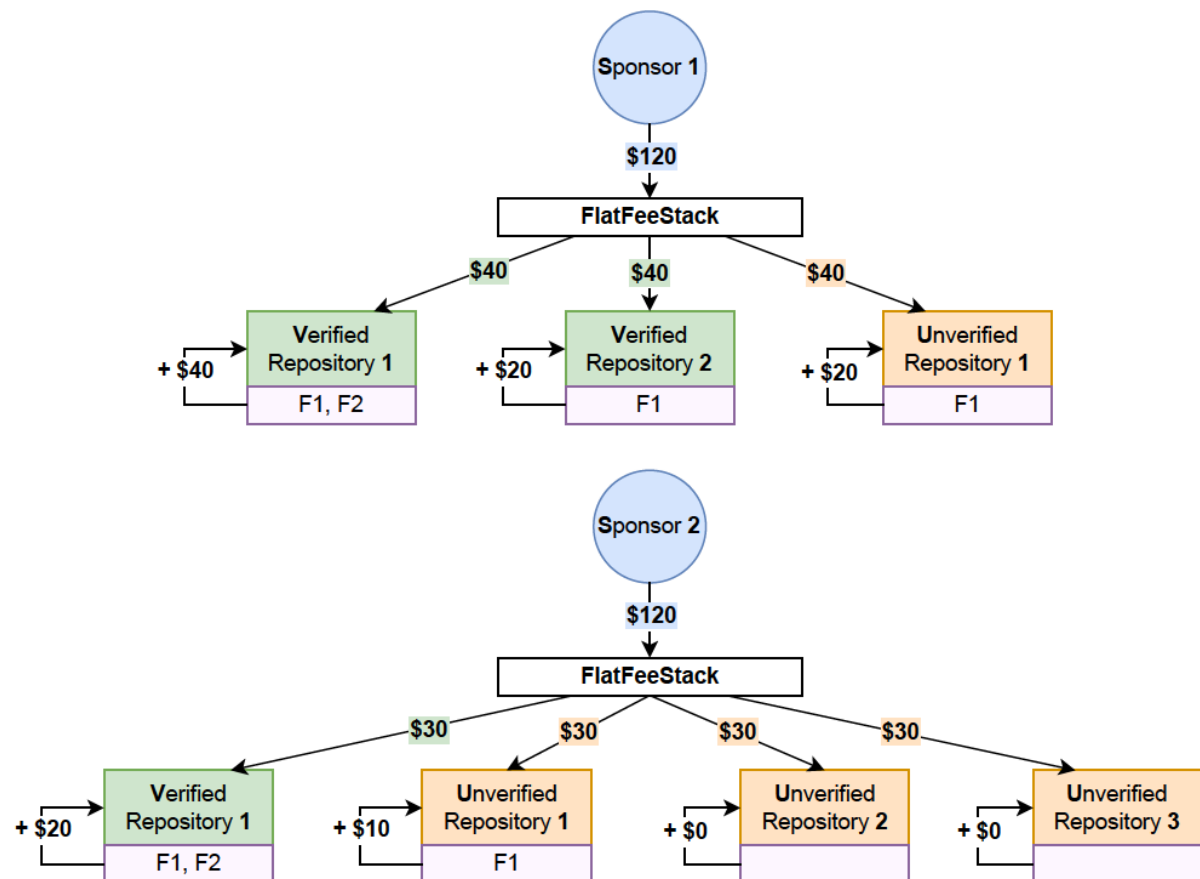 Sponsor 1
$120
FlatFeeStack
$40
$40
$40
Verified
Repository 1
+ $40
F1, F2
Verified
Repository 2
+ $20
F1
Unverified
Repository 1
+ $20
F1
Sponsor 2
$120
FlatFeeStack
$30
$30
$30
$30
Verified
Repository 1
+ $20
F1, F2
Unverified
Repository 1
+ $10
F1
Unverified
Repository 2
+ $0
Unverified
Repository 3
+ $0